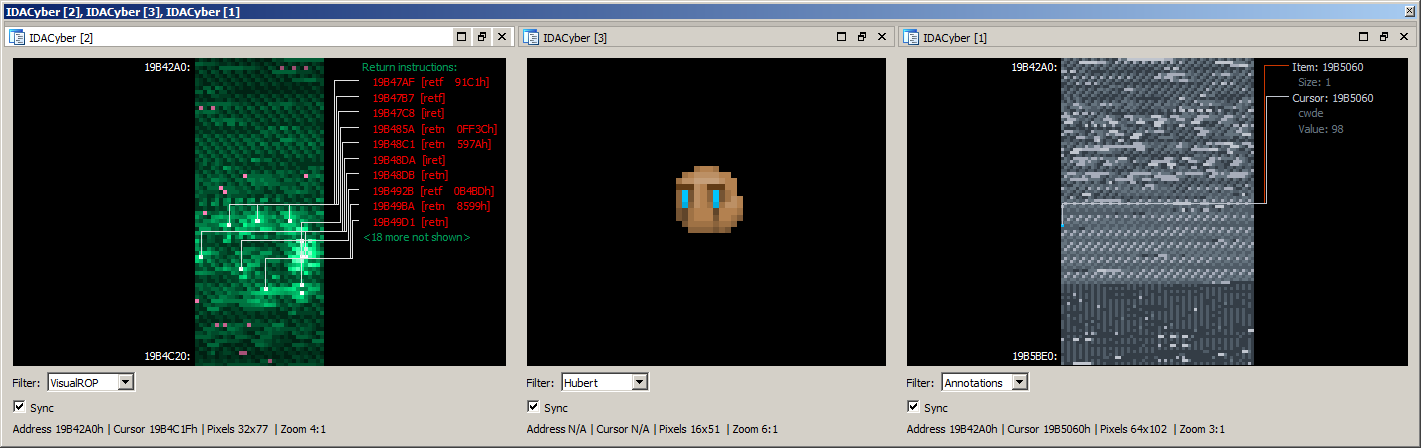 IDACyber [2], IDACyber [3], IDACyber [1]
IDACyber [2]
19B42A0:
Return instructions:
19B47AF [retf 91C1h]
19B47B7 [retf]
19B47C8 [iret]
19B485A [retn 0FF3Ch]
19B48C1 [retn 597Ah]
19B48DA [iret]
19B48DB [retn]
19B492B [retf 0B4BDh]
19B49BA [retn 8599h]
19B49D1 [retn]
<18 more not shown>
19B4C20:
Filter: VisualROP
Sync
Address 19B42A0h | Cursor 19B4C1Fh | Pixels 32x77 | Zoom 4:1
IDACyber [3]
Filter: Hubert
Sync
Address N/A | Cursor N/A | Pixels 16x51 | Zoom 6:1
IDACyber [1]
19B42A0:
Item: 19B5060
Size: 1
Cursor: 19B5060
cwde
Value: 98
19B5BE0:
Filter: Annotations
Sync
Address 19B42A0h | Cursor 19B5060h | Pixels 64x102 | Zoom 3:1